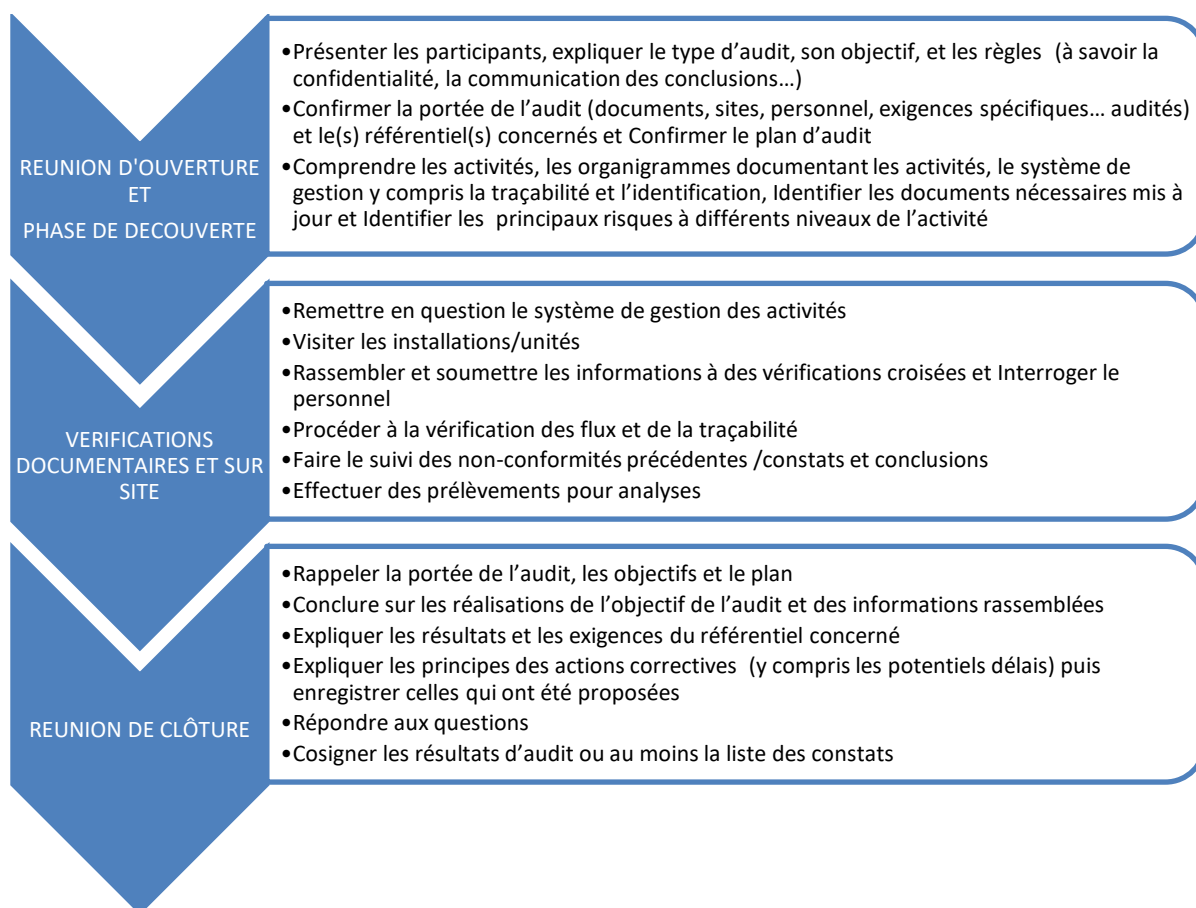 REUNION D'OUVERTURE
ET
PHASE DE DECOUVERTE
•Présenter les participants, expliquer le type d’audit, son objectif, et les règles (à savoir la
confidentialité, la communication des conclusions…)
•Confirmer la portée de l’audit (documents, sites, personnel, exigences spécifiques… audités)
et le(s) référentiel(s) concernés et Confirmer le plan d’audit
•Comprendre les activités, les organigrammes documentant les activités, le système de
gestion y compris la traçabilité et l’identification, Identifier les documents nécessaires mis à
jour et Identifier les principaux risques à différents niveaux de l’activité
VERIFICATIONS
DOCUMENTAIRES ET SUR
SITE
•Remettre en question le système de gestion des activités
•Visiter les installations/unités
•Rassembler et soumettre les informations à des vérifications croisées et Interroger le
personnel
•Procéder à la vérification des flux et de la traçabilité
•Faire le suivi des non-conformités précédentes /constats et conclusions
•Effectuer des prélèvements pour analyses
REUNION DE CLÔTURE
•Rappeler la portée de l’audit, les objectifs et le plan
•Conclure sur les réalisations de l’objectif de l’audit et des informations rassemblées
•Expliquer les résultats et les exigences du référentiel concerné
•Expliquer les principes des actions correctives (y compris les potentiels délais) puis
enregistrer celles qui ont été proposées
•Répondre aux questions
•Cosigner les résultats d’audit ou au moins la liste des constats